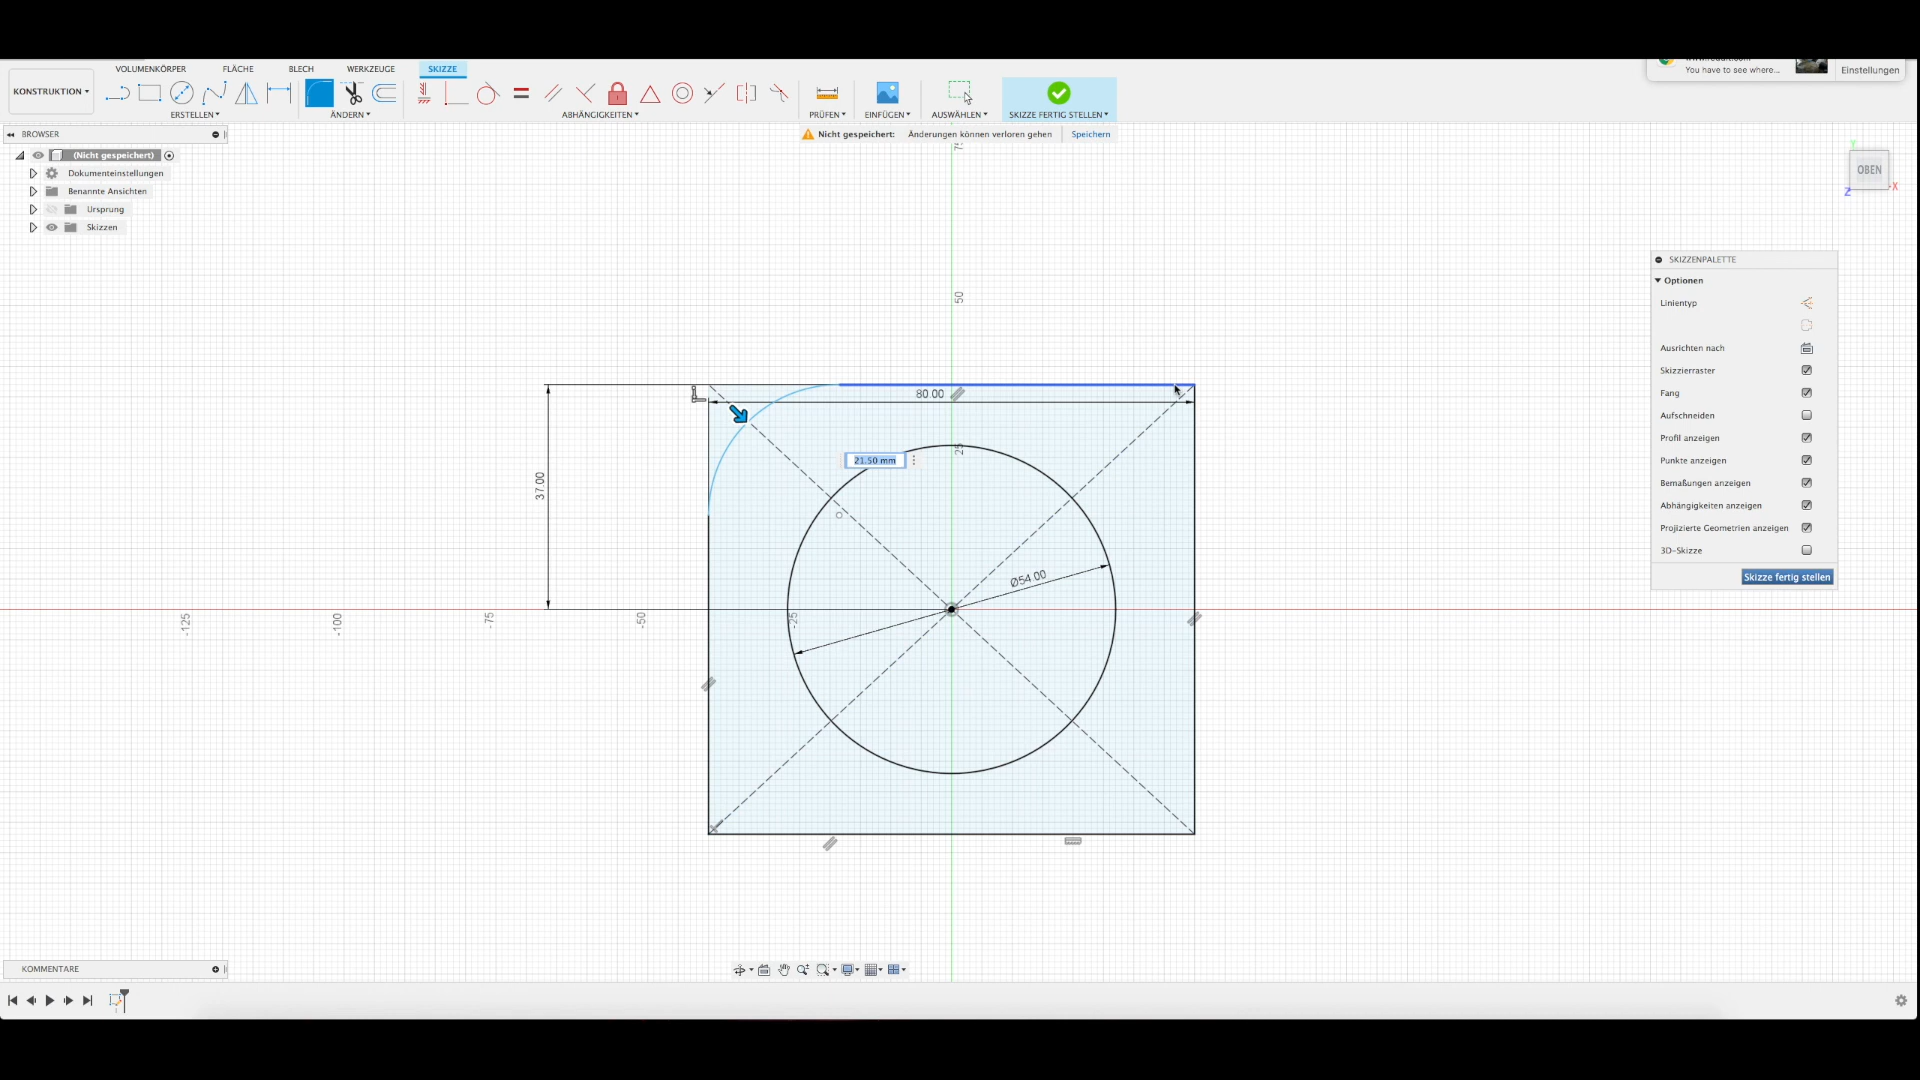 VOLUMENKÖRPER FLÄCHE BLECH WERKZEUGE SKIZZE
You have to see where...
Einstellungen
KONSTRUKTION
ERSTELLEN ÄNDERN ABHÄNGIGKEITEN PRÜFEN EINFÜGEN AUSWÄHLEN SKIZZE FERTIG STELLEN
BROWSER
Nicht gespeichert: Änderungen können verloren gehen Speichern
(Nicht gespeichert)
Dokumenteinstellungen
Benannte Ansichten
Ursprung
Skizzen
OBEN
Y
X
Z
SKIZZENPALETTE
Optionen
Linientyp
Ausrichten nach
Skizzierraster
Fang
Aufschneiden
Profil anzeigen
Punkte anzeigen
Bemaßungen anzeigen
Abhängigkeiten anzeigen
Projizierte Geometrien anzeigen
3D-Skizze
Skizze fertig stellen
50
80.00
25
21.50 mm
37.00
Ø54.00
-125 -100 -75 -50 -25
KOMMENTARE